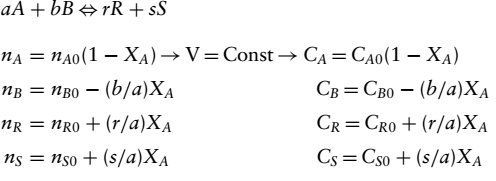 aA + bB ⇔ rR + sS
n_A = n_A0(1 − X_A) → V = Const → C_A = C_A0(1 − X_A)
n_B = n_B0 − (b/a)X_A C_B = C_B0 − (b/a)X_A
n_R = n_R0 + (r/a)X_A C_R = C_R0 + (r/a)X_A
n_S = n_S0 + (s/a)X_A C_S = C_S0 + (s/a)X_A